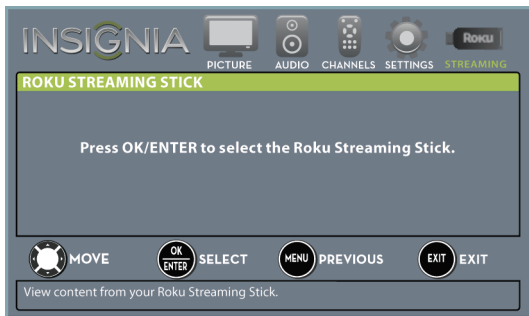 INSIGNIA
PICTURE AUDIO CHANNELS SETTINGS Roku STREAMING
ROKU STREAMING STICK
Press OK/ENTER to select the Roku Streaming Stick.
MOVE OK ENTER SELECT MENU PREVIOUS EXIT EXIT
View content from your Roku Streaming Stick.